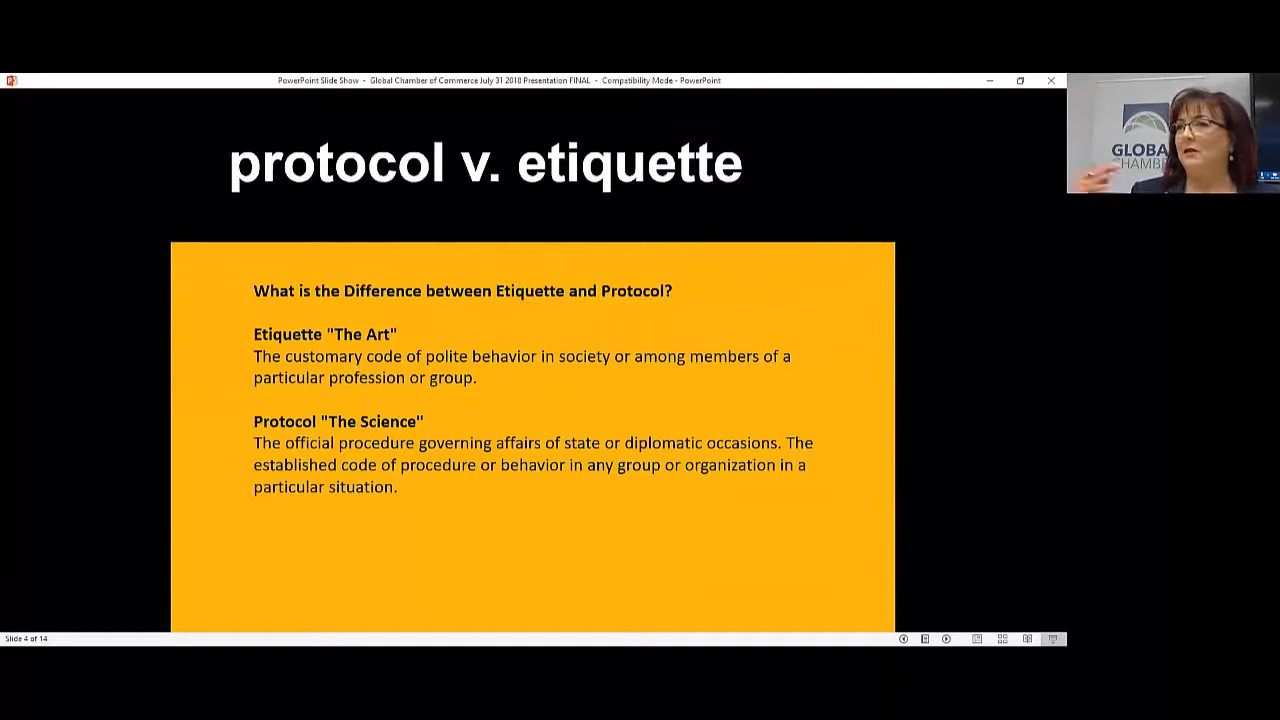 PowerPoint Slide Show - Global Chamber of Commerce July 31 2018 Presentation FINAL - Compatibility Mode - PowerPoint
protocol v. etiquette
GLOBA
CHAMBE
What is the Difference between Etiquette and Protocol?
Etiquette "The Art"
The customary code of polite behavior in society or among members of a
particular profession or group.
Protocol "The Science"
The official procedure governing affairs of state or diplomatic occasions. The
established code of procedure or behavior in any group or organization in a
particular situation.
Slide 4 of 14